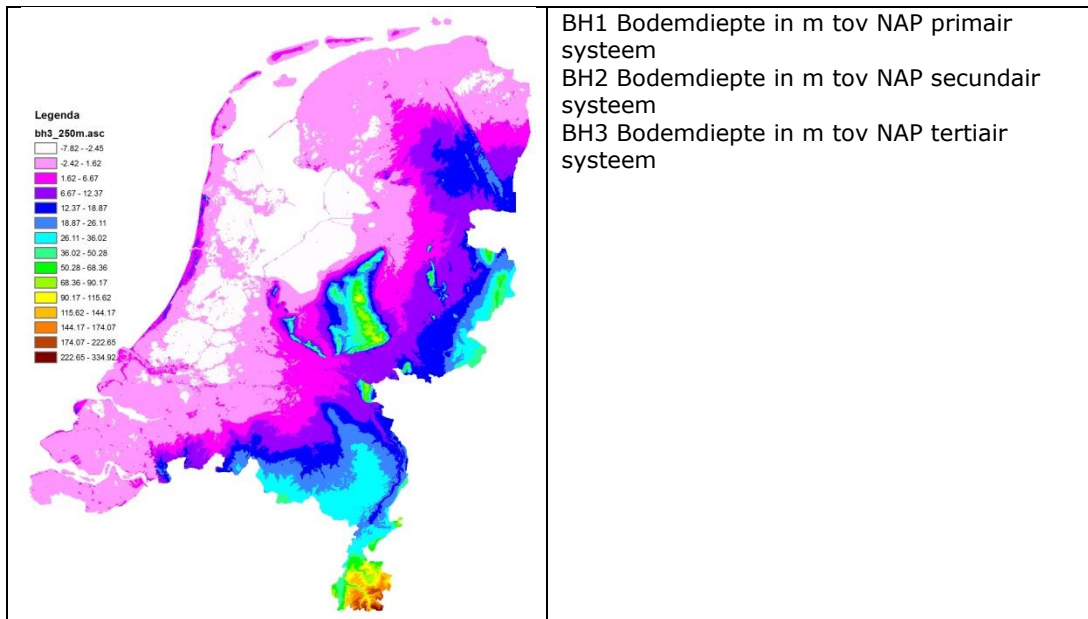 Legenda
bh3_250m.asc
-7.82 - -2.45
-2.42 - 1.62
1.62 - 6.67
6.67 - 12.37
12.37 - 18.87
18.87 - 26.11
26.11 - 36.02
36.02 - 50.28
50.28 - 68.36
68.36 - 90.17
90.17 - 115.62
115.62 - 144.17
144.17 - 174.07
174.07 - 222.65
222.65 - 334.92
BH1 Bodemdiepte in m tov NAP primair
systeem
BH2 Bodemdiepte in m tov NAP secundair
systeem
BH3 Bodemdiepte in m tov NAP tertiair
systeem